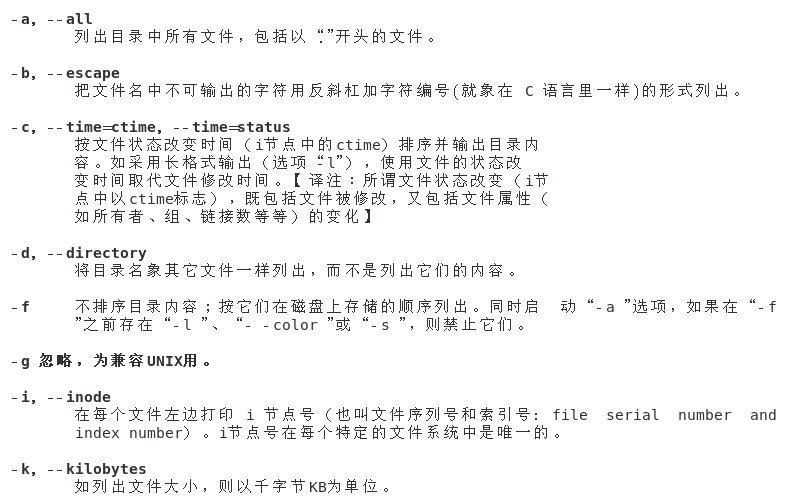 -a, --all
列出目录中所有文件，包括以 “.”开头的文件。
-b, --escape
把文件名中不可输出的字符用反斜杠加字符编号(就象在 C 语言里一样)的形式列出。
-c, --time=ctime, --time=status
按文件状态改变时间（i节点中的ctime）排序并输出目录内
容。如采用长格式输出（选项“-l”），使用文件的状态改
变时间取代文件修改时间。【译注：所谓文件状态改变（i节
点中以ctime标志），既包括文件被修改，又包括文件属性（
如所有者、组、链接数等等）的变化】
-d, --directory
将目录名象其它文件一样列出，而不是列出它们的内容。
-f 不排序目录内容；按它们在磁盘上存储的顺序列出。同时启 动“-a ”选项，如果在“-f
”之前存在“-l ”、“- -color ”或“-s ”，则禁止它们。
-g 忽略，为兼容UNIX用。
-i, --inode
在每个文件左边打印 i 节点号（也叫文件序列号和索引号: file serial number and
index number）。i节点号在每个特定的文件系统中是唯一的。
-k, --kilobytes
如列出文件大小，则以千字节KB为单位。